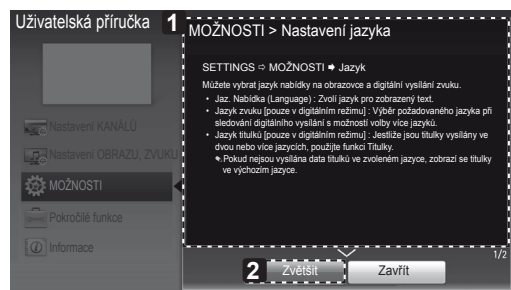 Uživatelská příručka
1
MOŽNOSTI > Nastavení jazyka
SETTINGS ⇨ MOŽNOSTI ➡ Jazyk
Můžete vybrat jazyk nabídky na obrazovce a digitální vysílání zvuku.
• Jaz. Nabídka (Language) : Zvolí jazyk pro zobrazený text.
• Jazyk zvuku [pouze v digitálním režimu] : Výběr požadovaného jazyka při
sledování digitálního vysílání s možností volby více jazyků.
• Jazyk titulků [pouze v digitálním režimu] : Jestliže jsou titulky vysílány ve
dvou nebo více jazycích, použijte funkci Titulky.
Pokud nejsou vysílána data titulků ve zvoleném jazyce, zobrazí se titulky
ve výchozím jazyce.
Nastavení KANÁLU
Nastavení OBRAZU, ZVUKU
MOŽNOSTI
Pokročilé funkce
Informace
1/2
2
Zvětšit
Zavřít